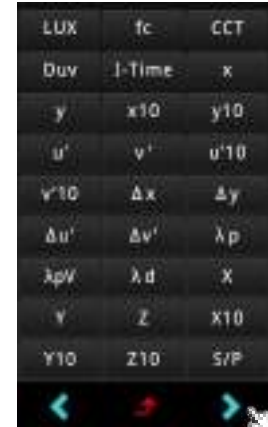 LUX fc CCT
Duv I-Time x
y x10 y10
u' v' u'10
v'10 Δx Δy
Δu' Δv' λp
λpV λd X
Y Z X10
Y10 Z10 S/P